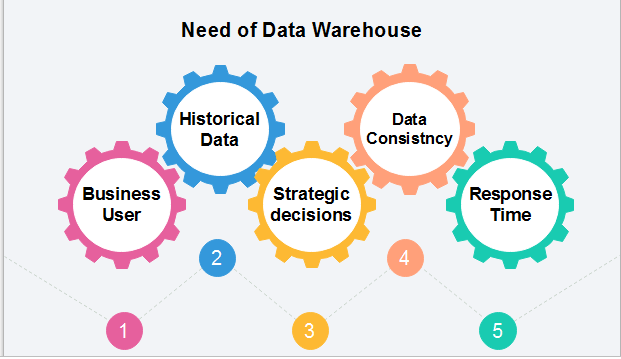 Need of Data Warehouse
Historical
Data
Data
Consistncy
Business
User
Strategic
decisions
Response
Time
2
4
1
3
5